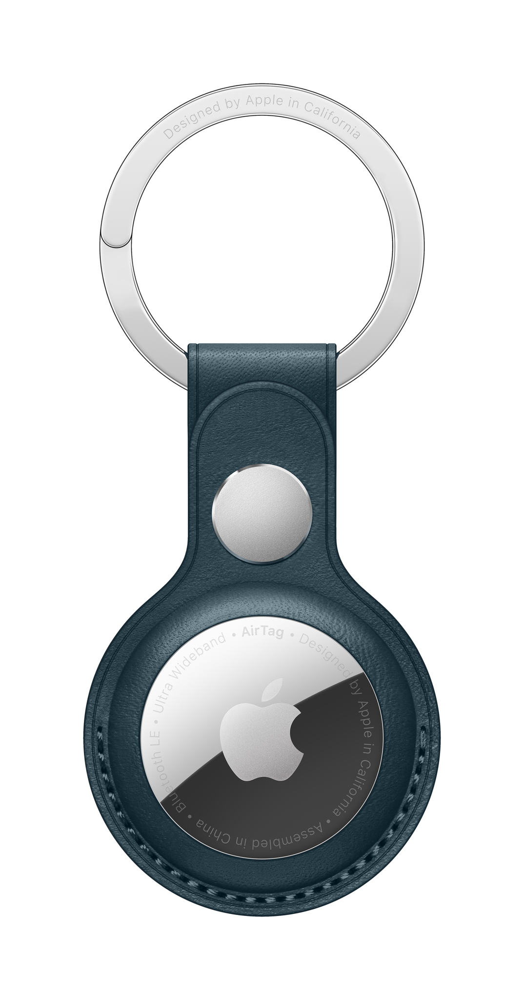 Designed by Apple in California
AirTag • Designed by Apple in California • Assembled in China • Bluetooth LE • Ultra Wideband •